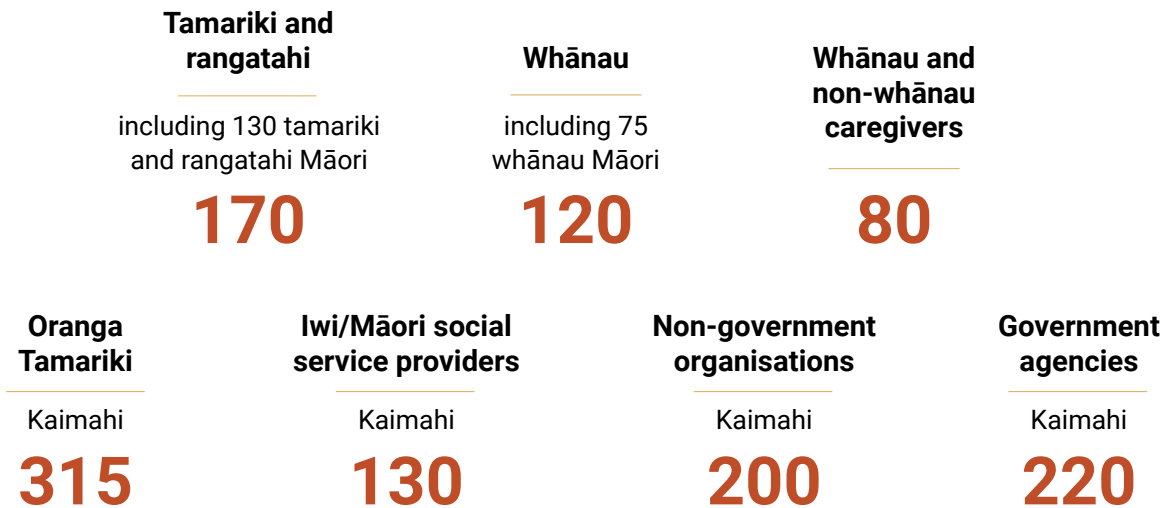 Tamariki and
rangatahi
including 130 tamariki
and rangatahi Māori
170
Whānau
including 75
whānau Māori
120
Whānau and
non-whānau
caregivers
80
Oranga
Tamariki
Kaimahi
315
Iwi/Māori social
service providers
Kaimahi
130
Non-government
organisations
Kaimahi
200
Government
agencies
Kaimahi
220